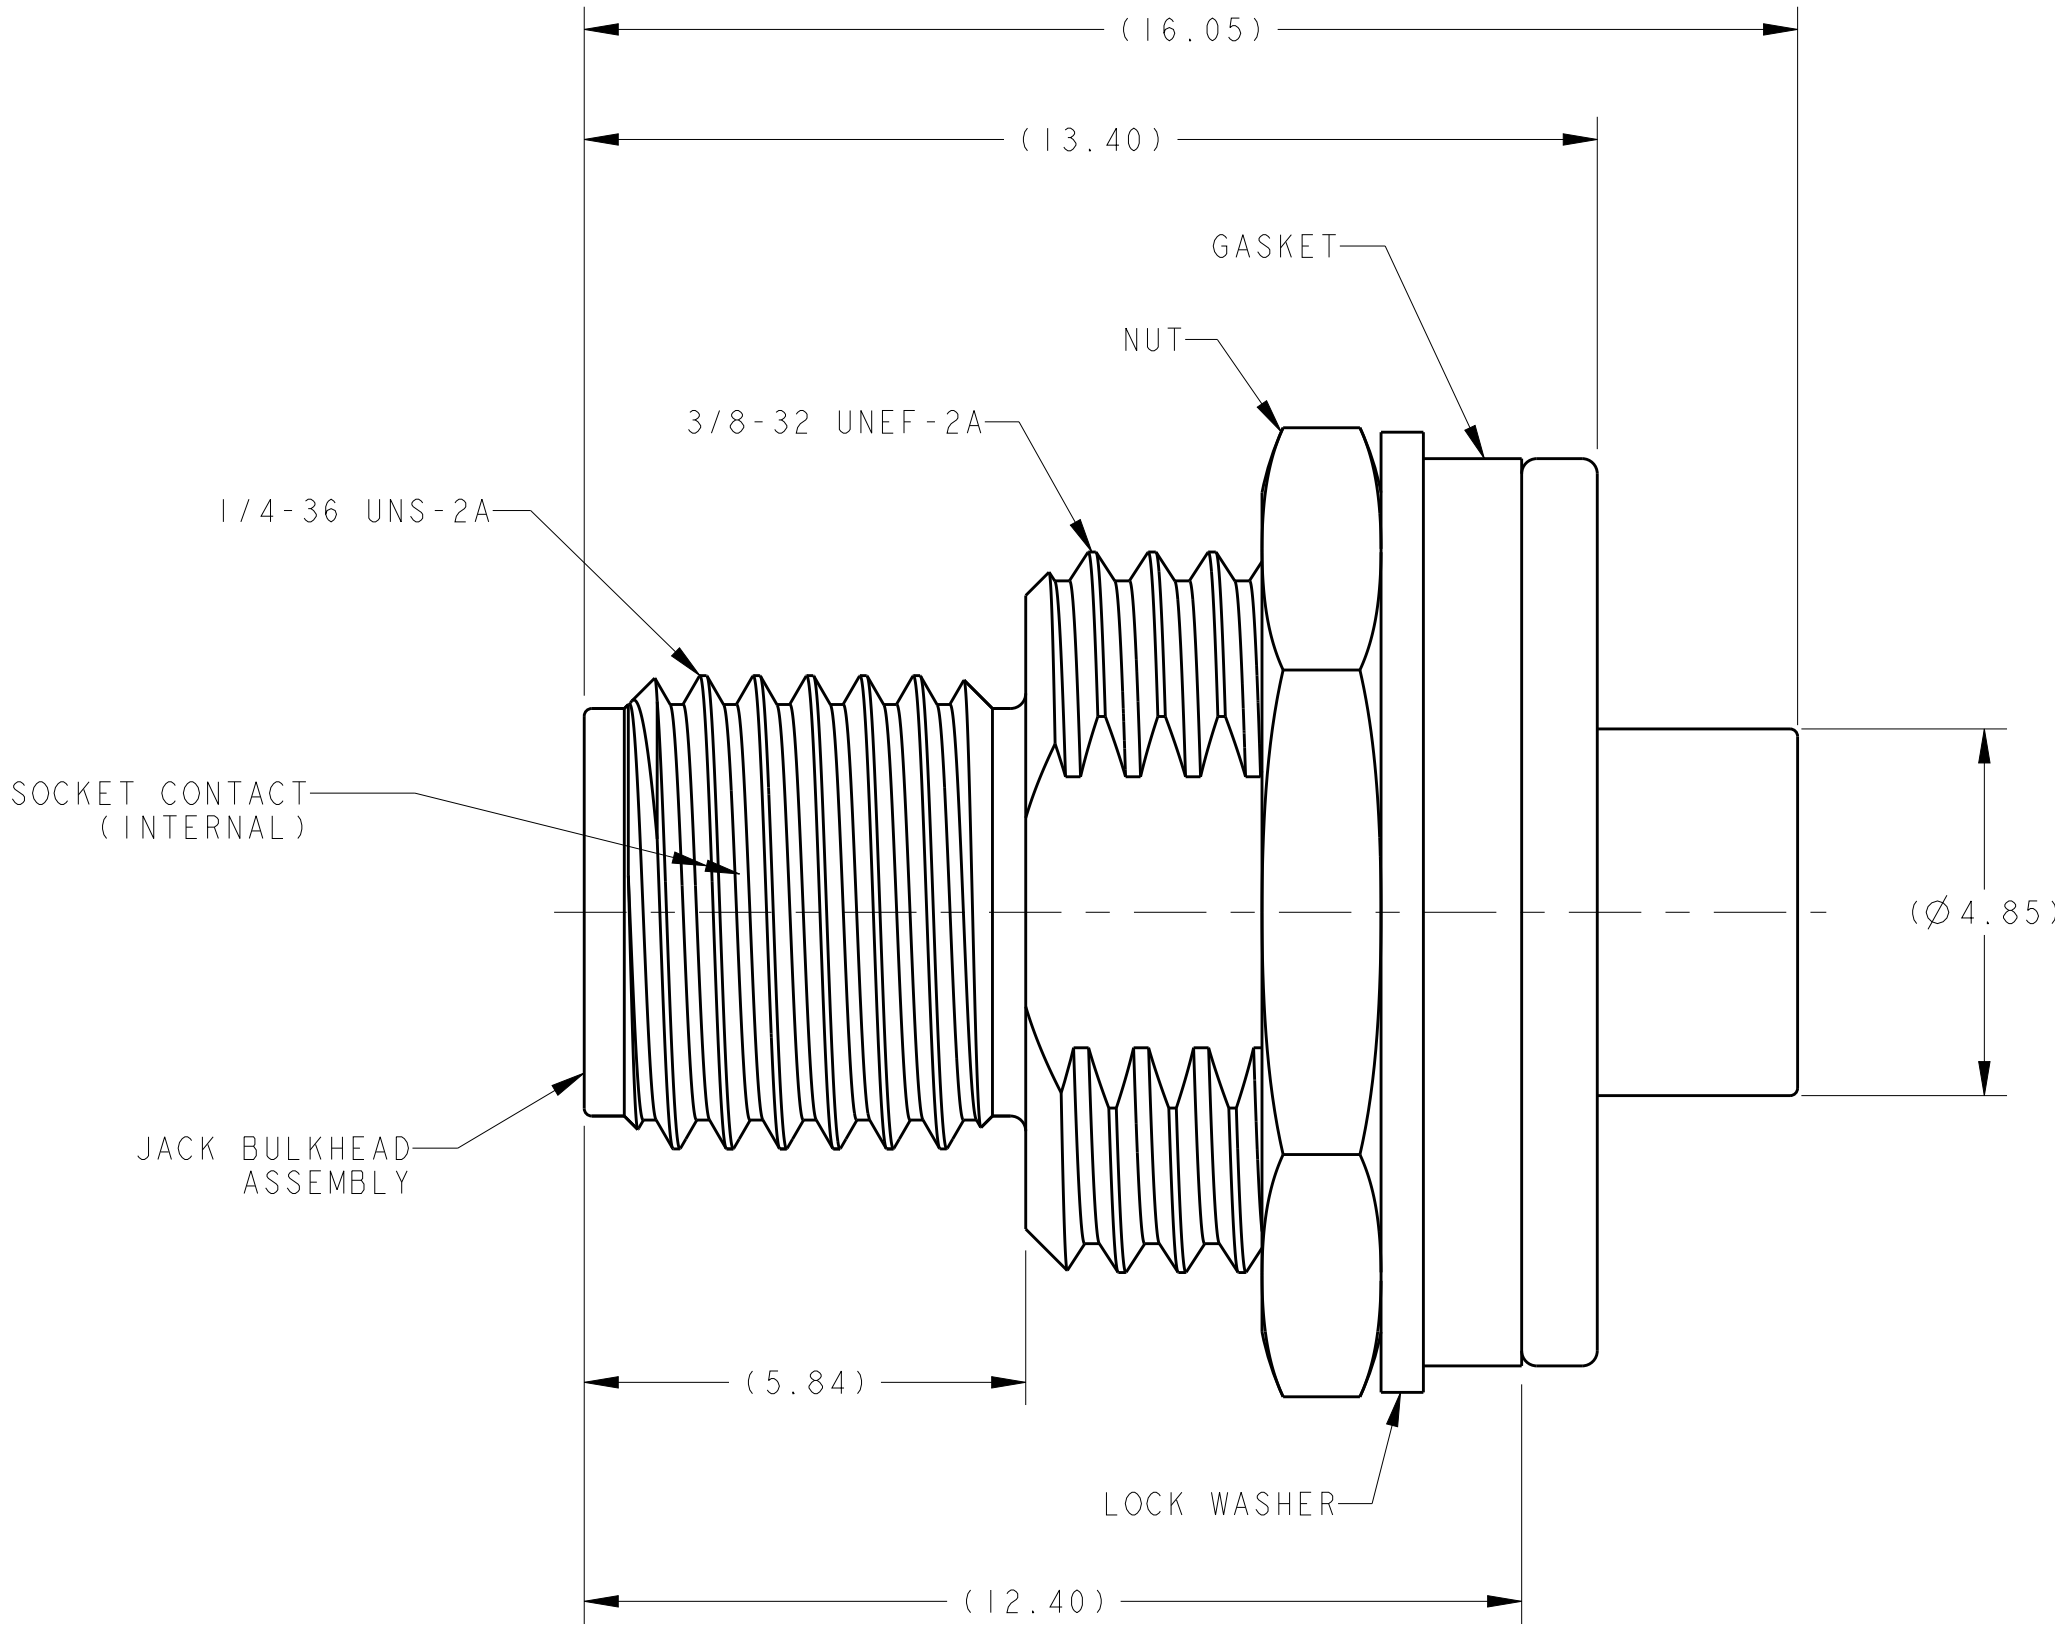 (16.05)
(13.40)
GASKET
NUT
3/8-32 UNEF-2A
1/4-36 UNS-2A
SOCKET CONTACT
(INTERNAL)
(Ø4.85)
JACK BULKHEAD
ASSEMBLY
(5.84)
LOCK WASHER
(12.40)